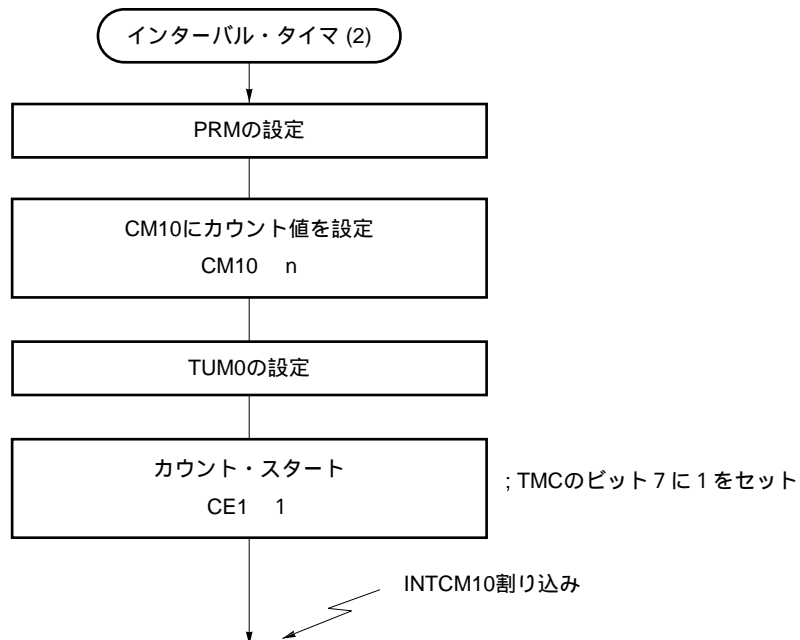 インターバル・タイマ (2)
PRMの設定
CM10にカウント値を設定
CM10 n
TUM0の設定
カウント・スタート
CE1 1
; TMCのビット7に1をセット
INTCM10割り込み